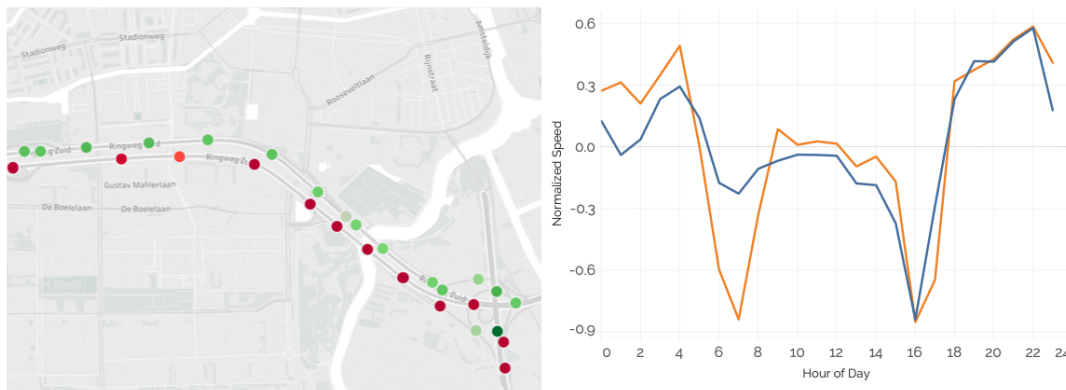 Stadionweg
Stadionweg
Amsteldijk
Rijnstraat
Rooseveltlaan
Ringweg
Ringweg
De Boelelaan
Gustav Mahlerlaan
De Boelelaan
Zuid
Zuid
Normalized Speed
0.6
0.3
0.0
-0.3
-0.6
-0.9
0 2 4 6 8 10 12 14 16 18 20 22 24
Hour of Day